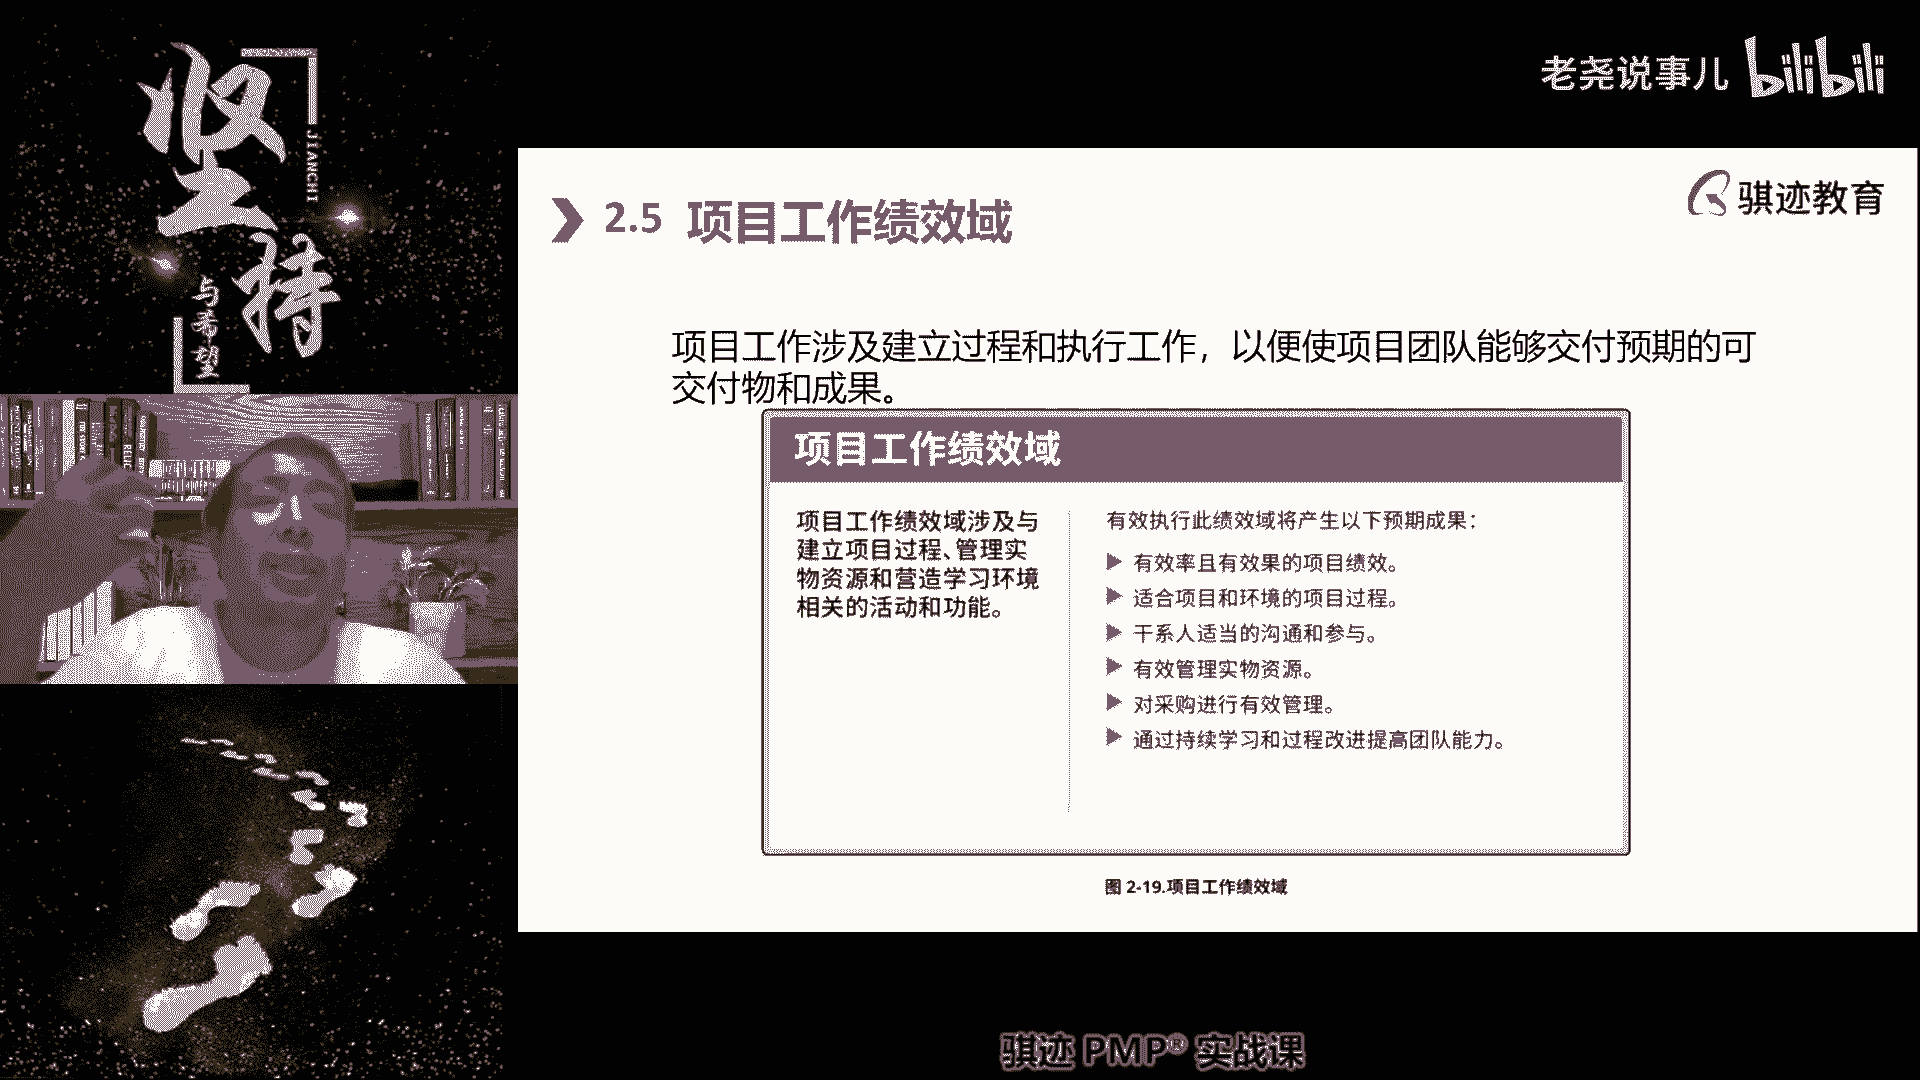 坚持
JIANCHI
与希望
老尧说事儿 bilibili
骐迹教育
2.5 项目工作绩效域
项目工作涉及建立过程和执行工作，以便使项目团队能够交付预期的可
交付物和成果。
项目工作绩效域
项目工作绩效域涉及与
建立项目过程、管理实
物资源和营造学习环境
相关的活动和功能。
有效执行此绩效域将产生以下预期成果：
▶ 有效率且有效果的项目绩效。
▶ 适合项目和环境的项目过程。
▶ 干系人适当的沟通和参与。
▶ 有效管理实物资源。
▶ 对采购进行有效管理。
▶ 通过持续学习和过程改进提高团队能力。
图 2-19.项目工作绩效域
骐迹 PMP® 实战课